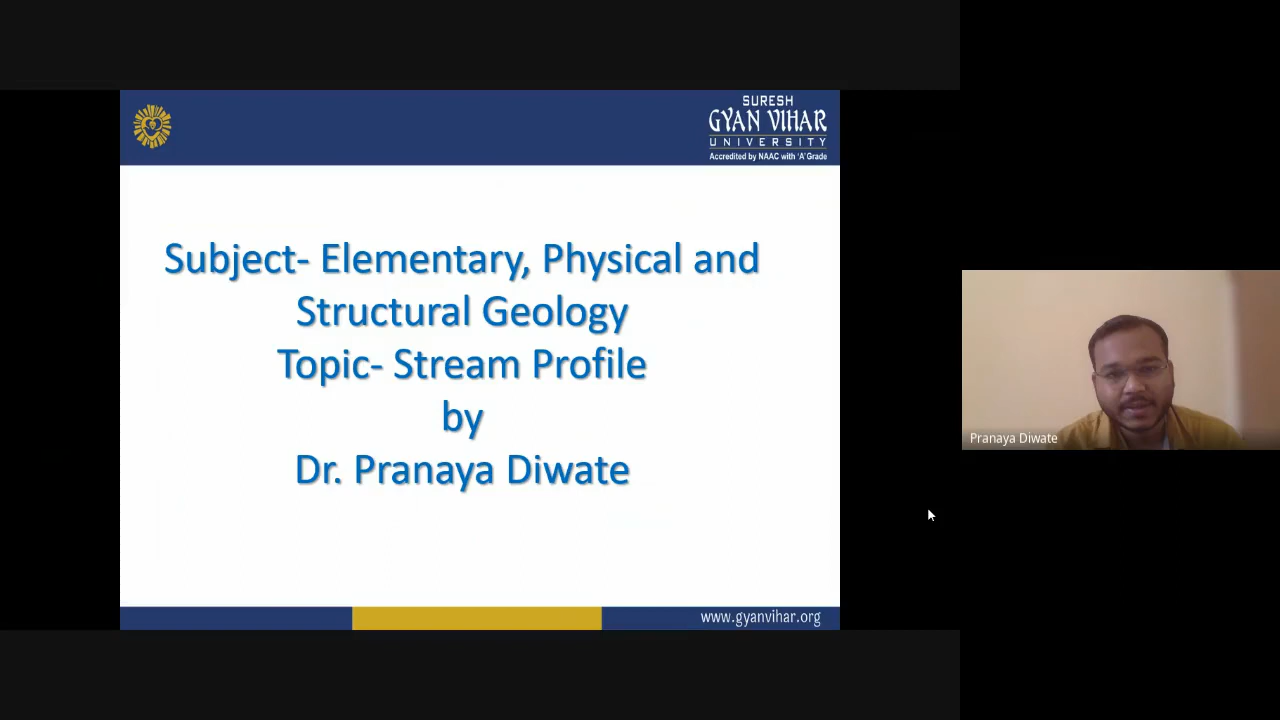 SURESH
GYAN VIHAR
UNIVERSITY
Accredited by NAAC with 'A' Grade
Subject- Elementary, Physical and
Structural Geology
Topic- Stream Profile
by
Dr. Pranaya Diwate
Pranaya Diwate
www.gyanvihar.org